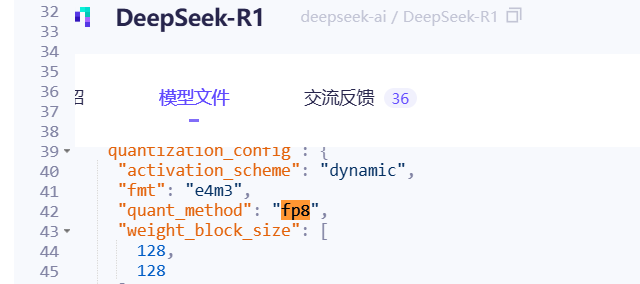 32
33 DeepSeek-R1 deepseek-ai / DeepSeek-R1
33
34
35
36
37 绍 模型文件 交流反馈 36
38
39 quantization_config": {
40 "activation_scheme": "dynamic",
41 "fmt": "e4m3",
42 "quant_method": "fp8",
43 "weight_block_size": [
44 128,
45 128